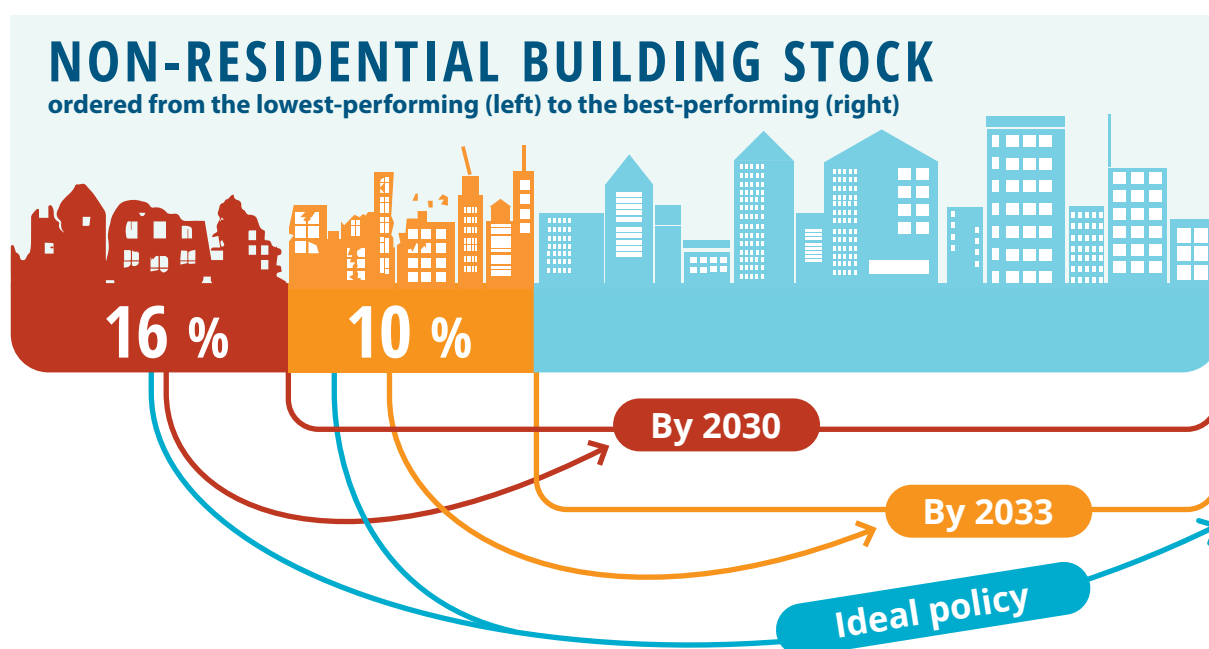 NON-RESIDENTIAL BUILDING STOCK
ordered from the lowest-performing (left) to the best-performing (right)
16 %
10 %
By 2030
By 2033
Ideal policy